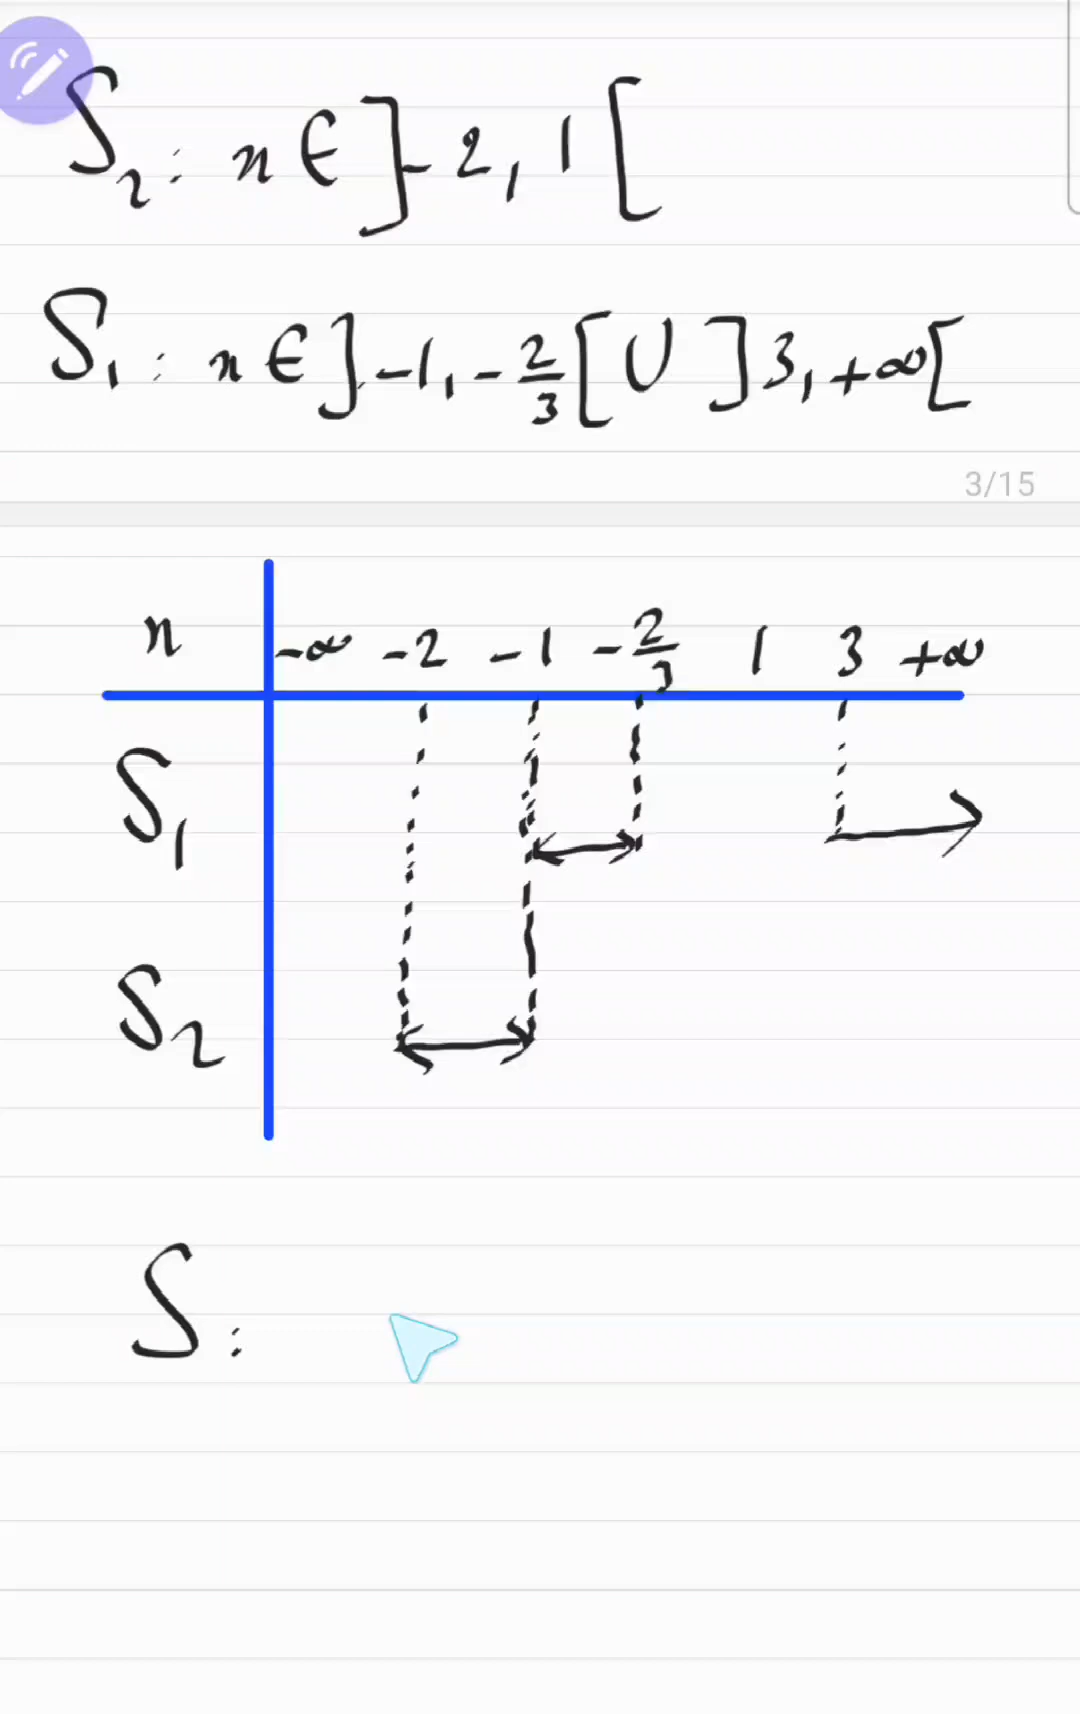 S₂: x ∈ ]-2, 1[
S₁: x ∈ ]-1, -2/3[ ∪ ]3, +∞[
3/15
x -∞ -2 -1 -2/3 1 3 +∞
S₁
S₂
S: